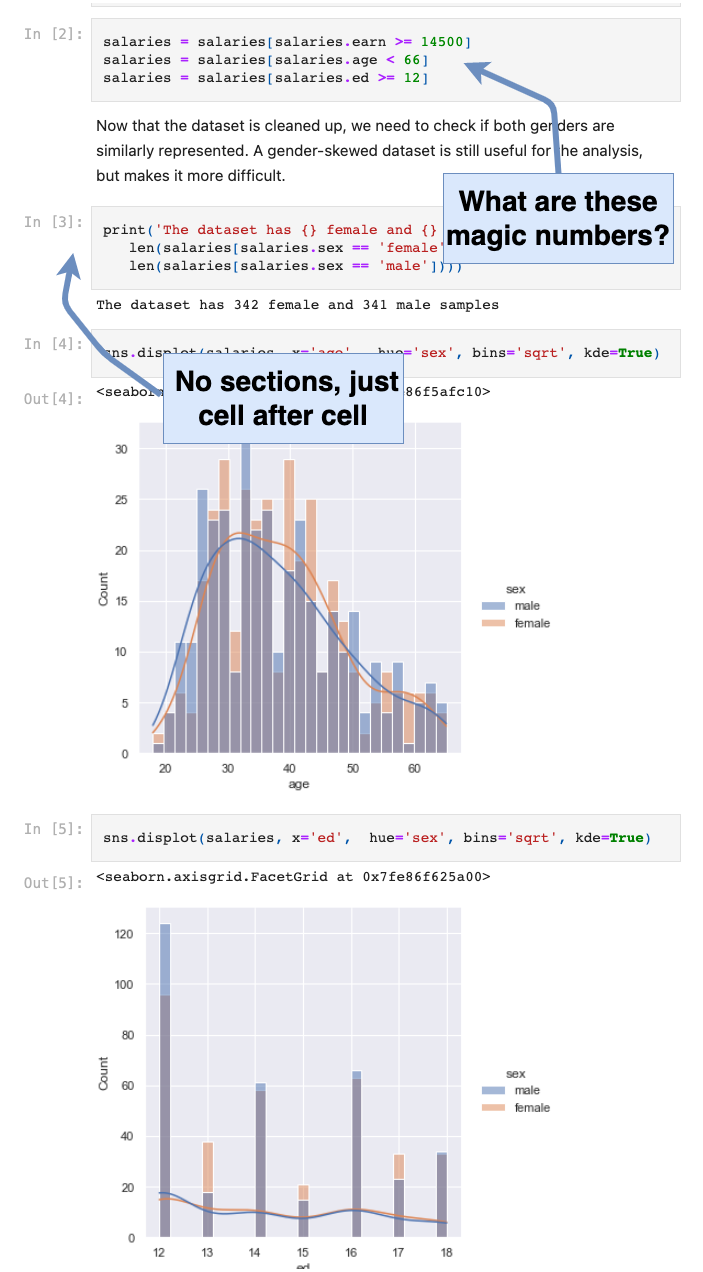 In [2]:
salaries = salaries[salaries.earn >= 14500]
salaries = salaries[salaries.age < 66]
salaries = salaries[salaries.ed >= 12]
Now that the dataset is cleaned up, we need to check if both genders are
similarly represented. A gender-skewed dataset is still useful for the analysis,
but makes it more difficult.
What are these
magic numbers?
In [3]:
print('The dataset has {} female and {}
len(salaries[salaries.sex == 'female'
len(salaries[salaries.sex == 'male'])))
The dataset has 342 female and 341 male samples
In [4]:
sns.displot(salaries, x='age', hue='sex', bins='sqrt', kde=True)
No sections, just
cell after cell
Out[4]:
<seaborn 86f5afc10>
30
25
20
15
10
5
0
Count
20 30 40 50 60
age
sex
male
female
In [5]:
sns.displot(salaries, x='ed', hue='sex', bins='sqrt', kde=True)
Out[5]:
<seaborn.axisgrid.FacetGrid at 0x7fe86f625a00>
120
100
80
60
40
20
0
Count
12 13 14 15 16 17 18
ed
sex
male
female